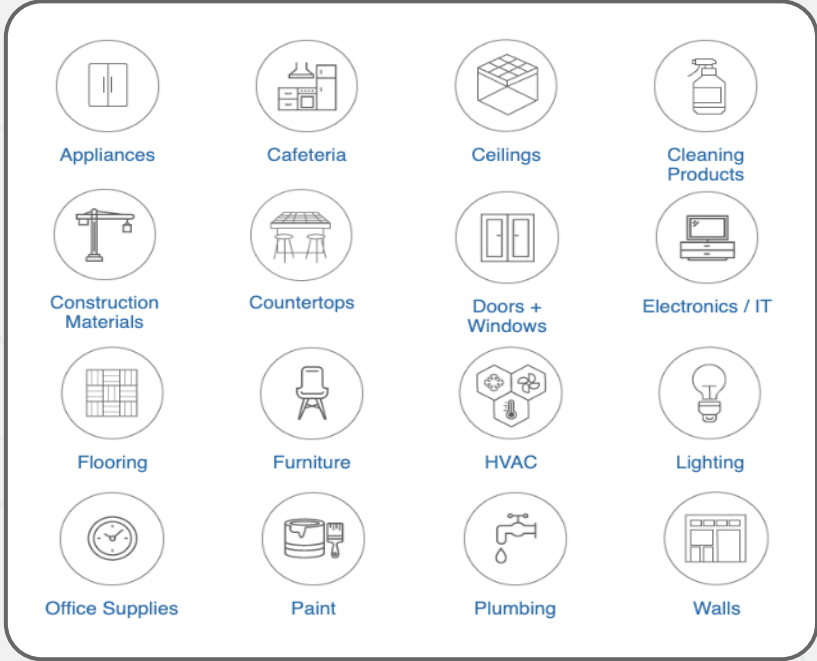 Appliances
Cafeteria
Ceilings
Cleaning
Products
Construction
Materials
Countertops
Doors +
Windows
Electronics / IT
Flooring
Furniture
HVAC
Lighting
Office Supplies
Paint
Plumbing
Walls